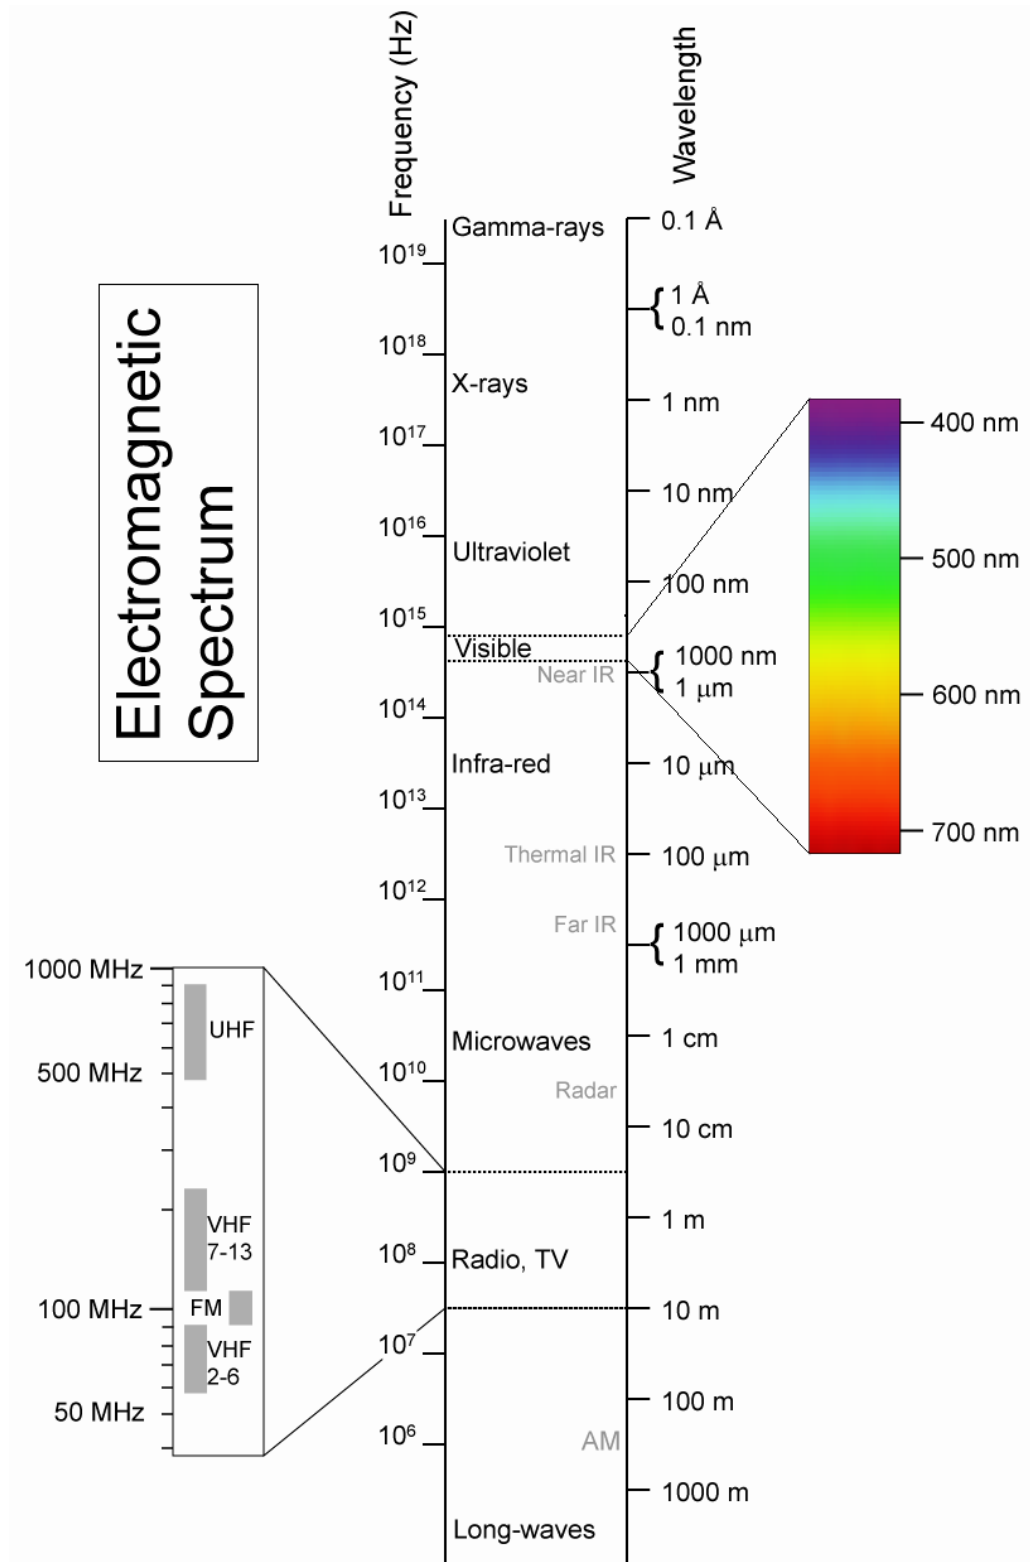 Frequency (Hz)
Wavelength
Electromagnetic
Spectrum
10¹⁹
10¹⁸
10¹⁷
10¹⁶
10¹⁵
10¹⁴
10¹³
10¹²
10¹¹
10¹⁰
10⁹
10⁸
10⁷
10⁶
Gamma-rays
X-rays
Ultraviolet
Visible
Near IR
Infra-red
Thermal IR
Far IR
Microwaves
Radar
Radio, TV
AM
Long-waves
0.1 Å
1 Å
0.1 nm
1 nm
10 nm
100 nm
1000 nm
1 μm
10 μm
100 μm
1000 μm
1 mm
1 cm
10 cm
1 m
10 m
100 m
1000 m
400 nm
500 nm
600 nm
700 nm
1000 MHz
500 MHz
100 MHz
50 MHz
UHF
VHF
7-13
FM
VHF
2-6